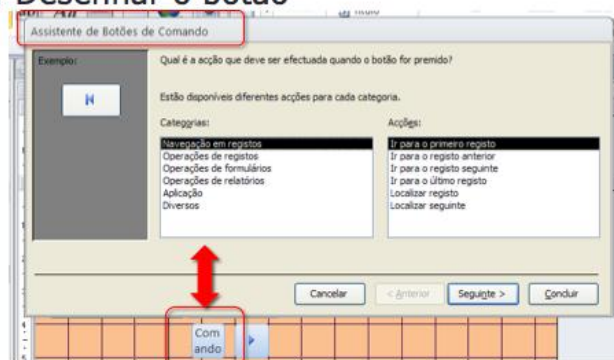 Desenhar o botão
Título
Assistente de Botões de Comando
Exemplo:
Qual é a acção que deve ser efectuada quando o botão for premido?
Estão disponíveis diferentes acções para cada categoria.
Categorias:
Acções:
Navegação em registos
Operações de registos
Operações de formulários
Operações de relatórios
Aplicação
Diversos
Ir para o primeiro registo
Ir para o registo anterior
Ir para o registo seguinte
Ir para o último registo
Localizar registo
Localizar seguinte
Cancelar
< Anterior
Seguinte >
Concluir
Com
ando